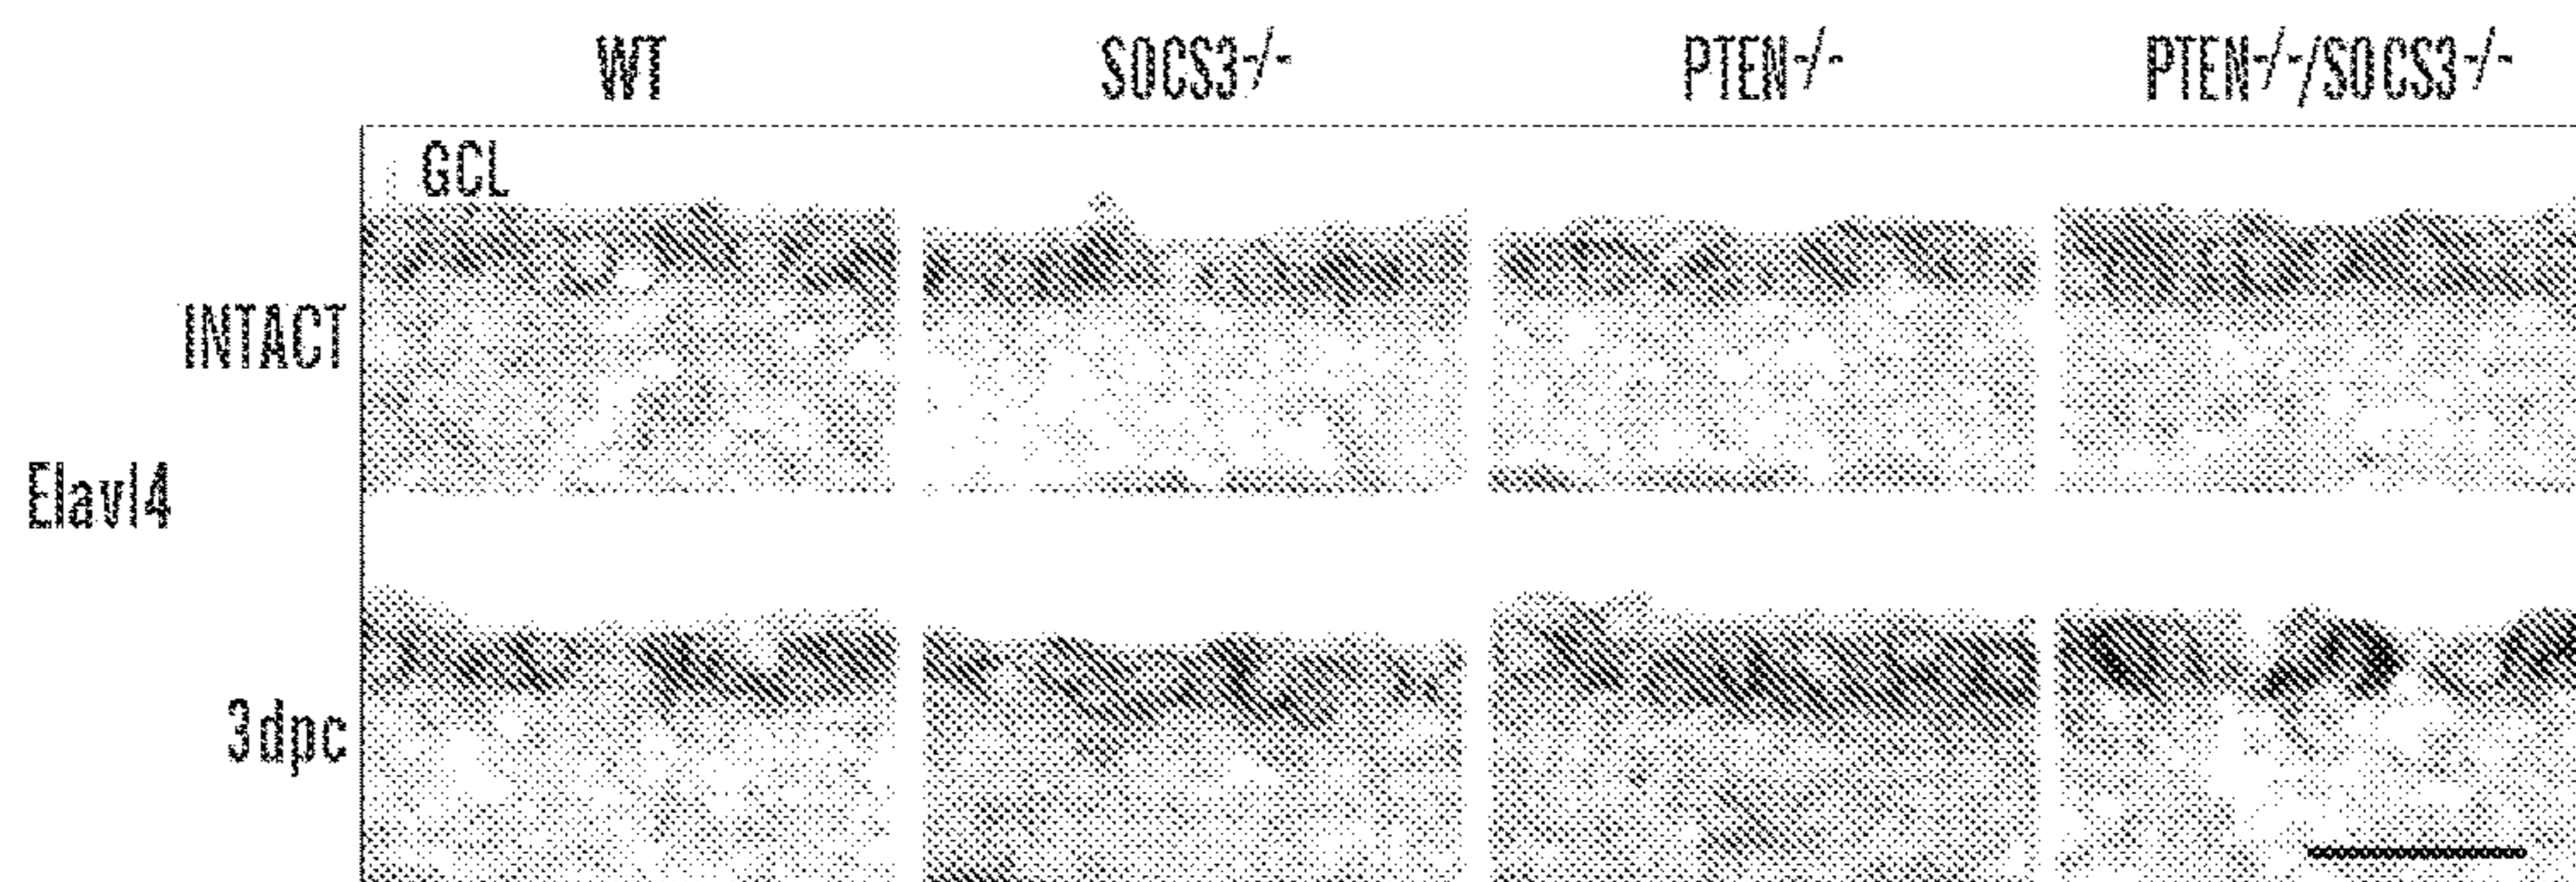 WT SOCS3-/- PTEN-/- PTEN-/-/SOCS3-/-
GCL
INTACT
Elavl4
3dpc